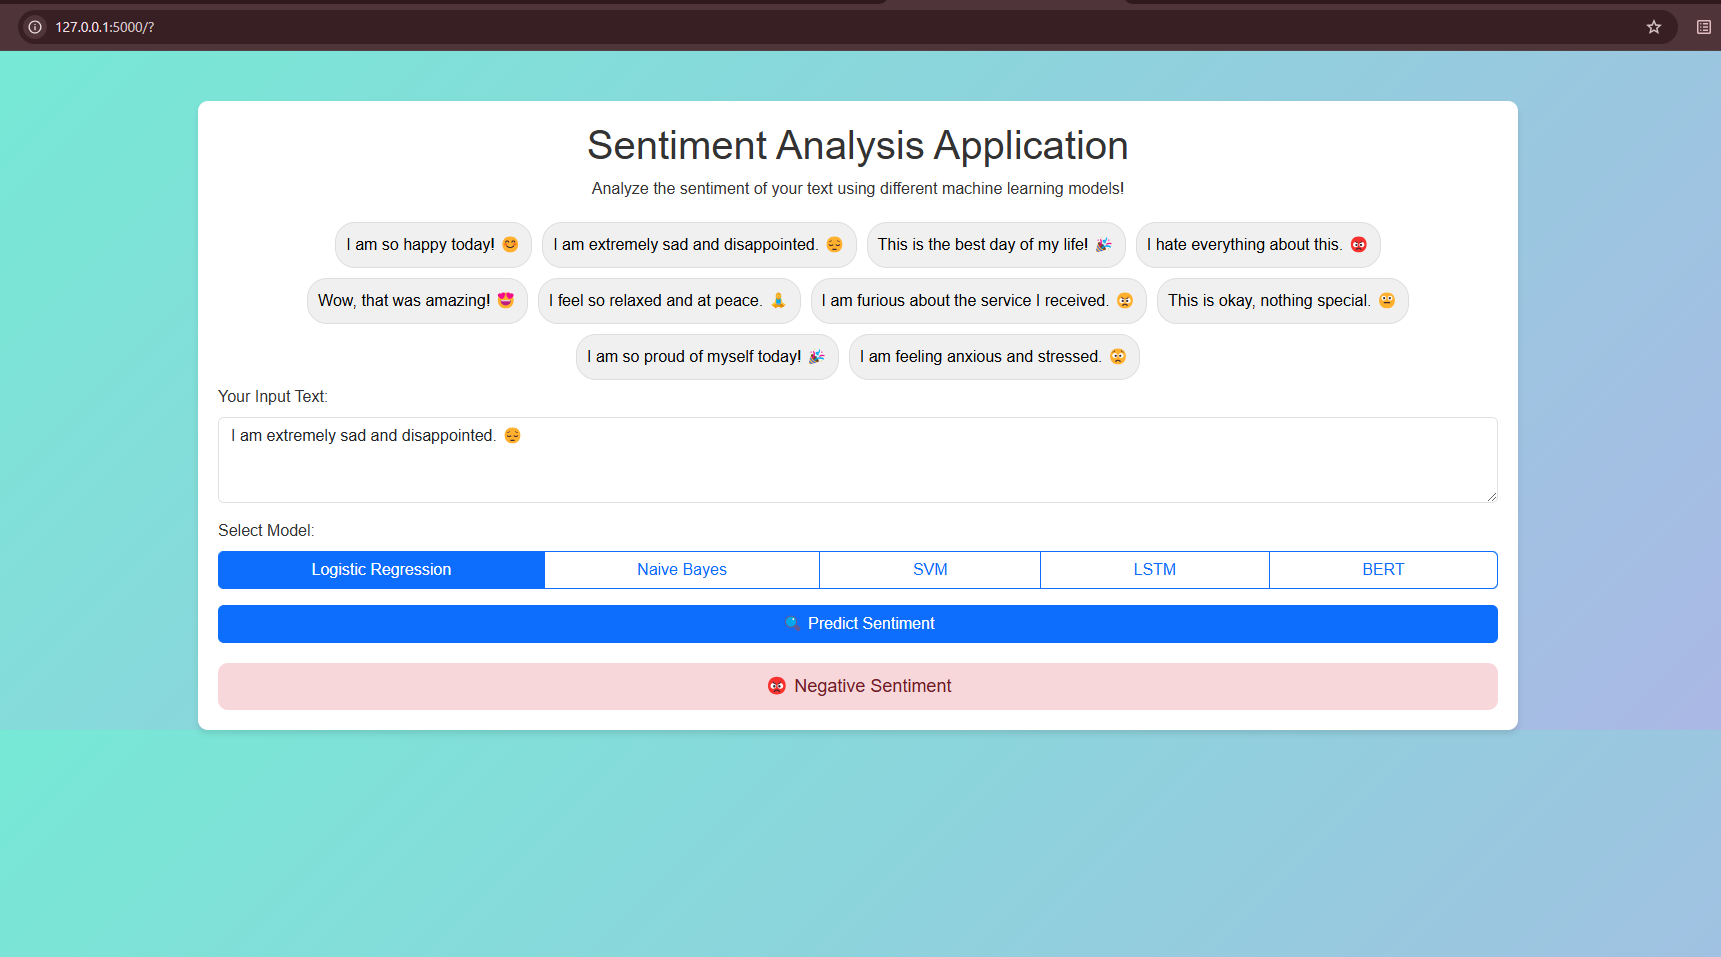 127.0.0.1:5000/?
Sentiment Analysis Application
Analyze the sentiment of your text using different machine learning models!
I am so happy today! 😊 I am extremely sad and disappointed. 😔 This is the best day of my life! 🎉 I hate everything about this. 😡
Wow, that was amazing! 😍 I feel so relaxed and at peace. 🧘‍♂️ I am furious about the service I received. 😠 This is okay, nothing special. 😐
I am so proud of myself today! 🎉 I am feeling anxious and stressed. 😳
Your Input Text:
I am extremely sad and disappointed. 😔
Select Model:
Logistic Regression Naive Bayes SVM LSTM BERT
🔍 Predict Sentiment
😡 Negative Sentiment